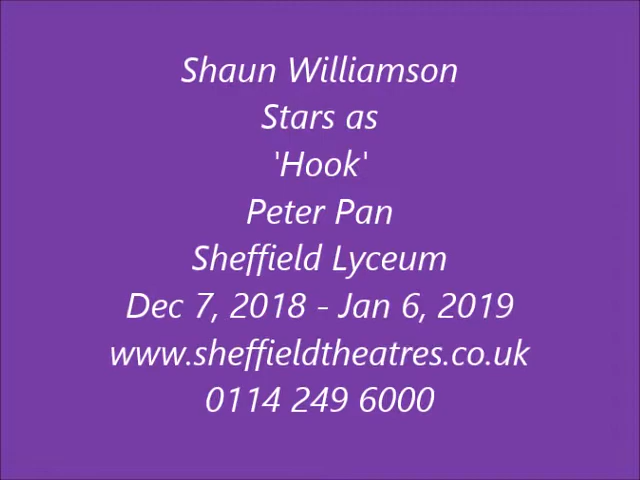 Shaun Williamson
Stars as
'Hook'
Peter Pan
Sheffield Lyceum
Dec 7, 2018 - Jan 6, 2019
www.sheffieldtheatres.co.uk
0114 249 6000